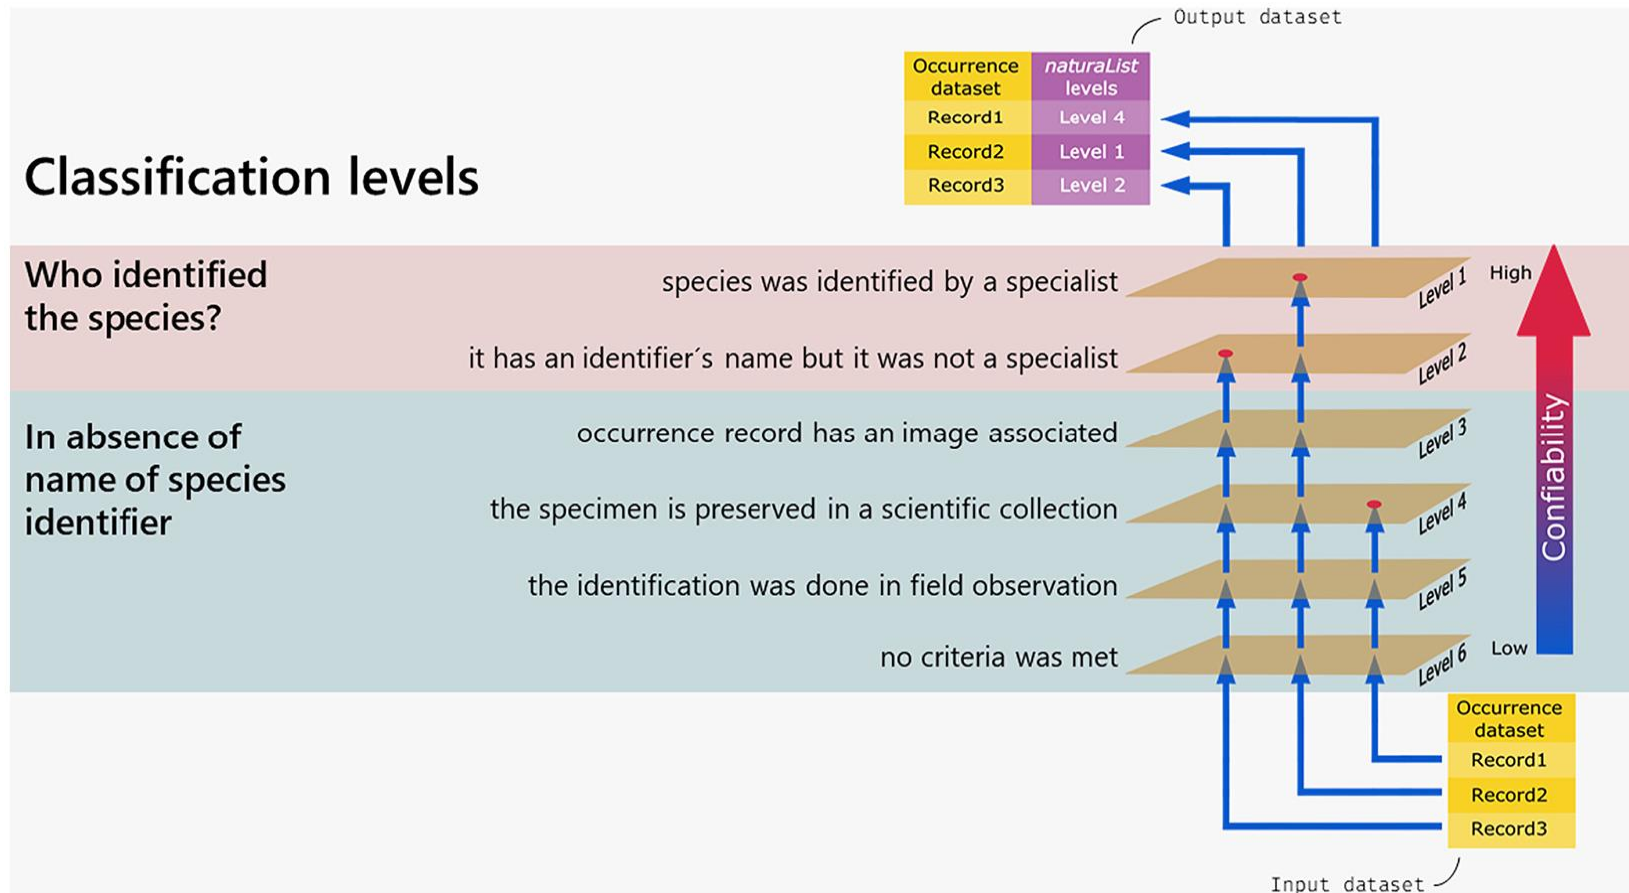 Output dataset
Occurrence dataset
naturaList levels
Record1 Level 4
Record2 Level 1
Record3 Level 2
Classification levels
Who identified
the species?
species was identified by a specialist
Level 1
High
it has an identifier´s name but it was not a specialist
Level 2
In absence of
name of species
identifier
occurrence record has an image associated
Level 3
the specimen is preserved in a scientific collection
Level 4
the identification was done in field observation
Level 5
no criteria was met
Level 6
Low
Confiability
Occurrence
dataset
Record1
Record2
Record3
Input dataset